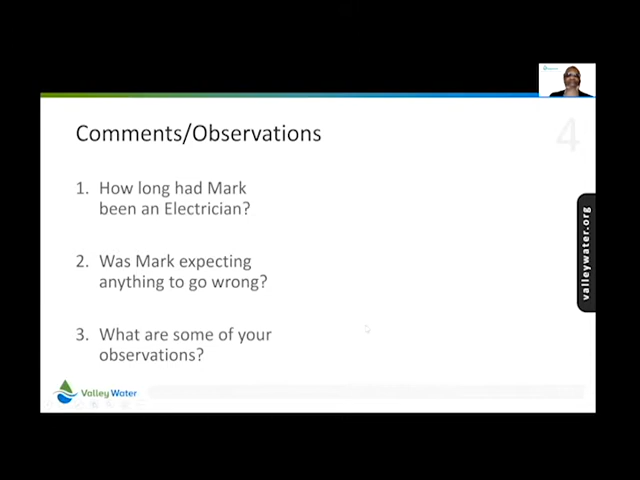 Comments/Observations
4
1. How long had Mark
been an Electrician?
2. Was Mark expecting
anything to go wrong?
3. What are some of your
observations?
valleywater.org
Valley Water